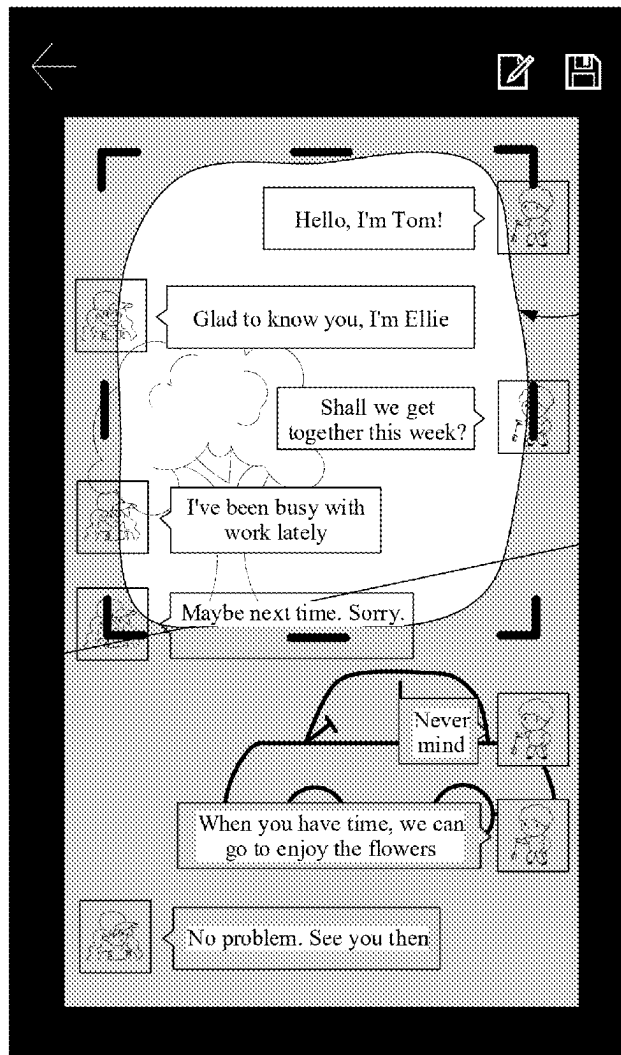 Hello, I'm Tom!
Glad to know you, I'm Ellie
Shall we get
together this week?
I've been busy with
work lately
Maybe next time. Sorry.
Never
mind
When you have time, we can
go to enjoy the flowers
No problem. See you then